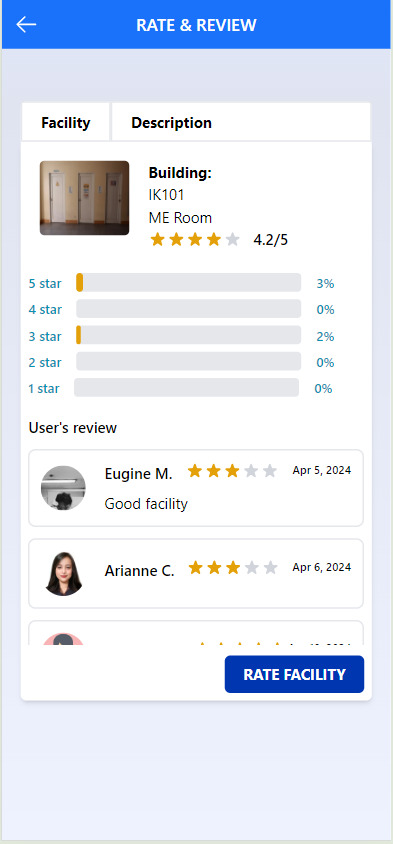 RATE & REVIEW
Facility
Description
Building:
IK101
ME Room
4.2/5
5 star 3%
4 star 0%
3 star 2%
2 star 0%
1 star 0%
User's review
Eugine M. Apr 5, 2024
Good facility
Arianne C. Apr 6, 2024
RATE FACILITY